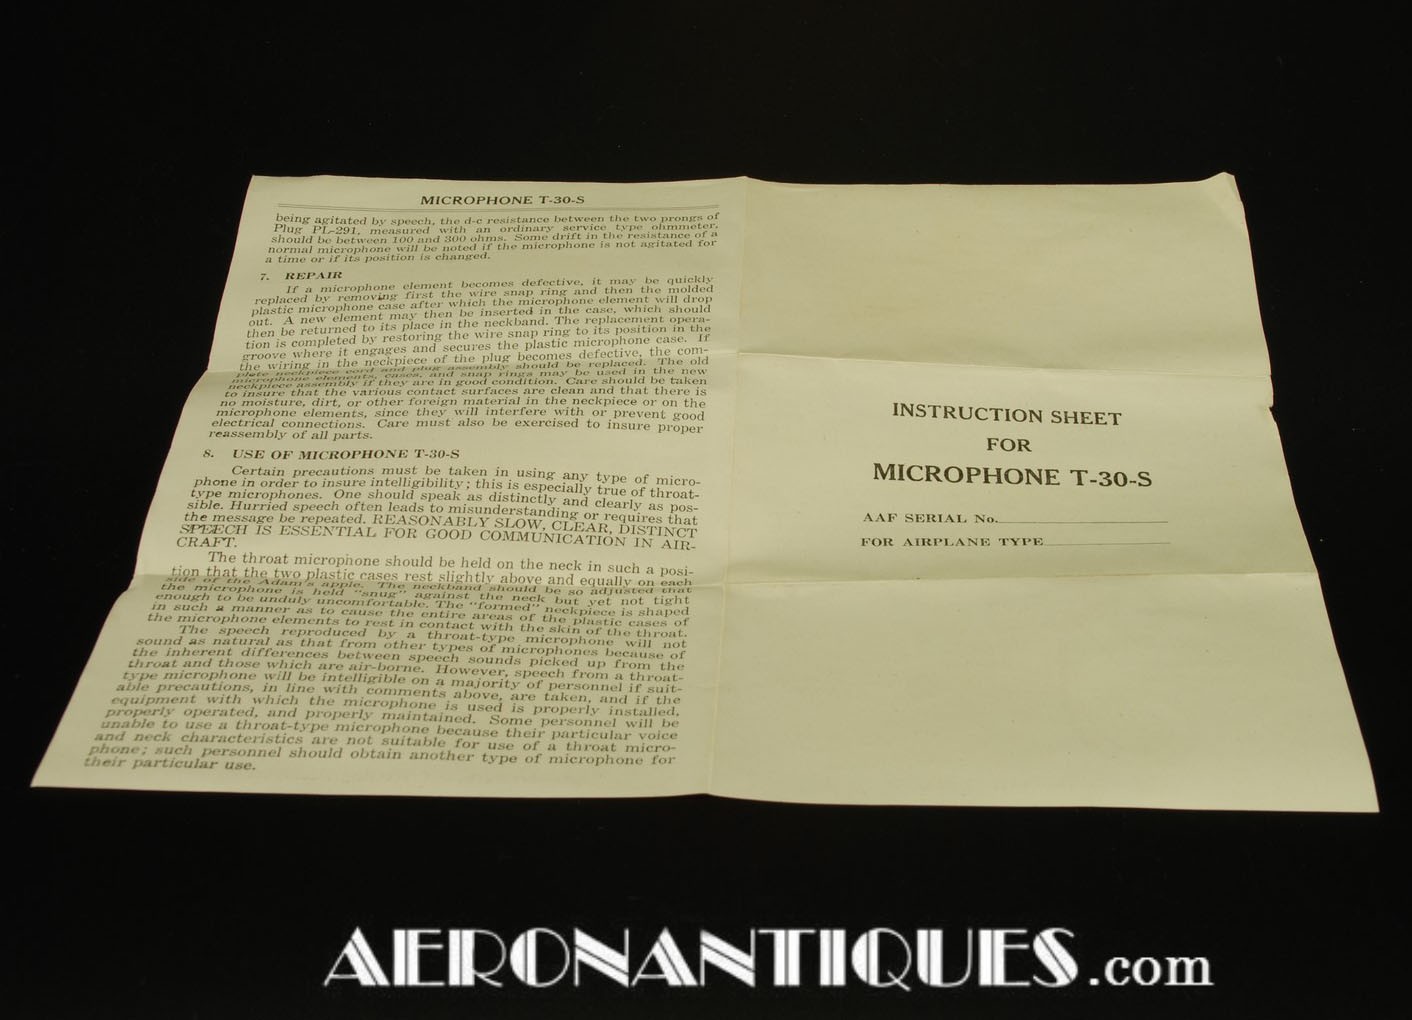 MICROPHONE T-30-S
being agitated by speech, the d-c resistance between the two prongs of
Plug PL-291, measured with an ordinary service type ohmmeter,
should be between 100 and 300 ohms. Some drift in the resistance of a
normal microphone will be noted if the microphone is not agitated for
a time or if its position is changed.
7. REPAIR
If a microphone element becomes defective, it may be quickly
replaced by removing first the wire snap ring and then the molded
plastic microphone case after which the microphone element will drop
out. A new element may then be inserted in the case, which should
then be returned to its place in the neckband. The replacement opera-
tion is completed by restoring the wire snap ring to its position in the
groove where it engages and secures the plastic microphone case. If
the wiring in the neckpiece of the plug becomes defective, the com-
plete neckpiece cord and plug assembly should be replaced. The old
microphone elements, cases, and snap rings may be used in the new
neckpiece assembly if they are in good condition. Care should be taken
to insure that the various contact surfaces are clean and that there is
no moisture, dirt, or other foreign material in the neckpiece or on the
microphone elements, since they will interfere with or prevent good
electrical connections. Care must also be exercised to insure proper
reassembly of all parts.
8. USE OF MICROPHONE T-30-S
Certain precautions must be taken in using any type of micro-
phone in order to insure intelligibility; this is especially true of throat-
type microphones. One should speak as distinctly and clearly as pos-
sible. Hurried speech often leads to misunderstanding or requires that
the message be repeated. REASONABLY SLOW, CLEAR, DISTINCT
SPEECH IS ESSENTIAL FOR GOOD COMMUNICATION IN AIR-
CRAFT.
The throat microphone should be held on the neck in such a posi-
tion that the two plastic cases rest slightly above and equally on each
side of the Adam's apple. The neckband should be so adjusted that
the microphone is held "snug" against the neck but yet not tight
enough to be unduly uncomfortable. The "formed" neckpiece is shaped
in such a manner as to cause the entire areas of the plastic cases of
the microphone elements to rest in contact with the skin of the throat.
The speech reproduced by a throat-type microphone will not
sound as natural as that from other types of microphones because of
the inherent differences between speech sounds picked up from the
throat and those which are air-borne. However, speech from a throat-
type microphone will be intelligible on a majority of personnel if suit-
able precautions, in line with comments above, are taken, and if the
equipment with which the microphone is used is properly installed,
properly operated, and properly maintained. Some personnel will be
unable to use a throat-type microphone because their particular voice
and neck characteristics are not suitable for use of a throat micro-
phone; such personnel should obtain another type of microphone for
their particular use.
INSTRUCTION SHEET
FOR
MICROPHONE T-30-S
AAF SERIAL No.
FOR AIRPLANE TYPE
AERONANTIQUES.com